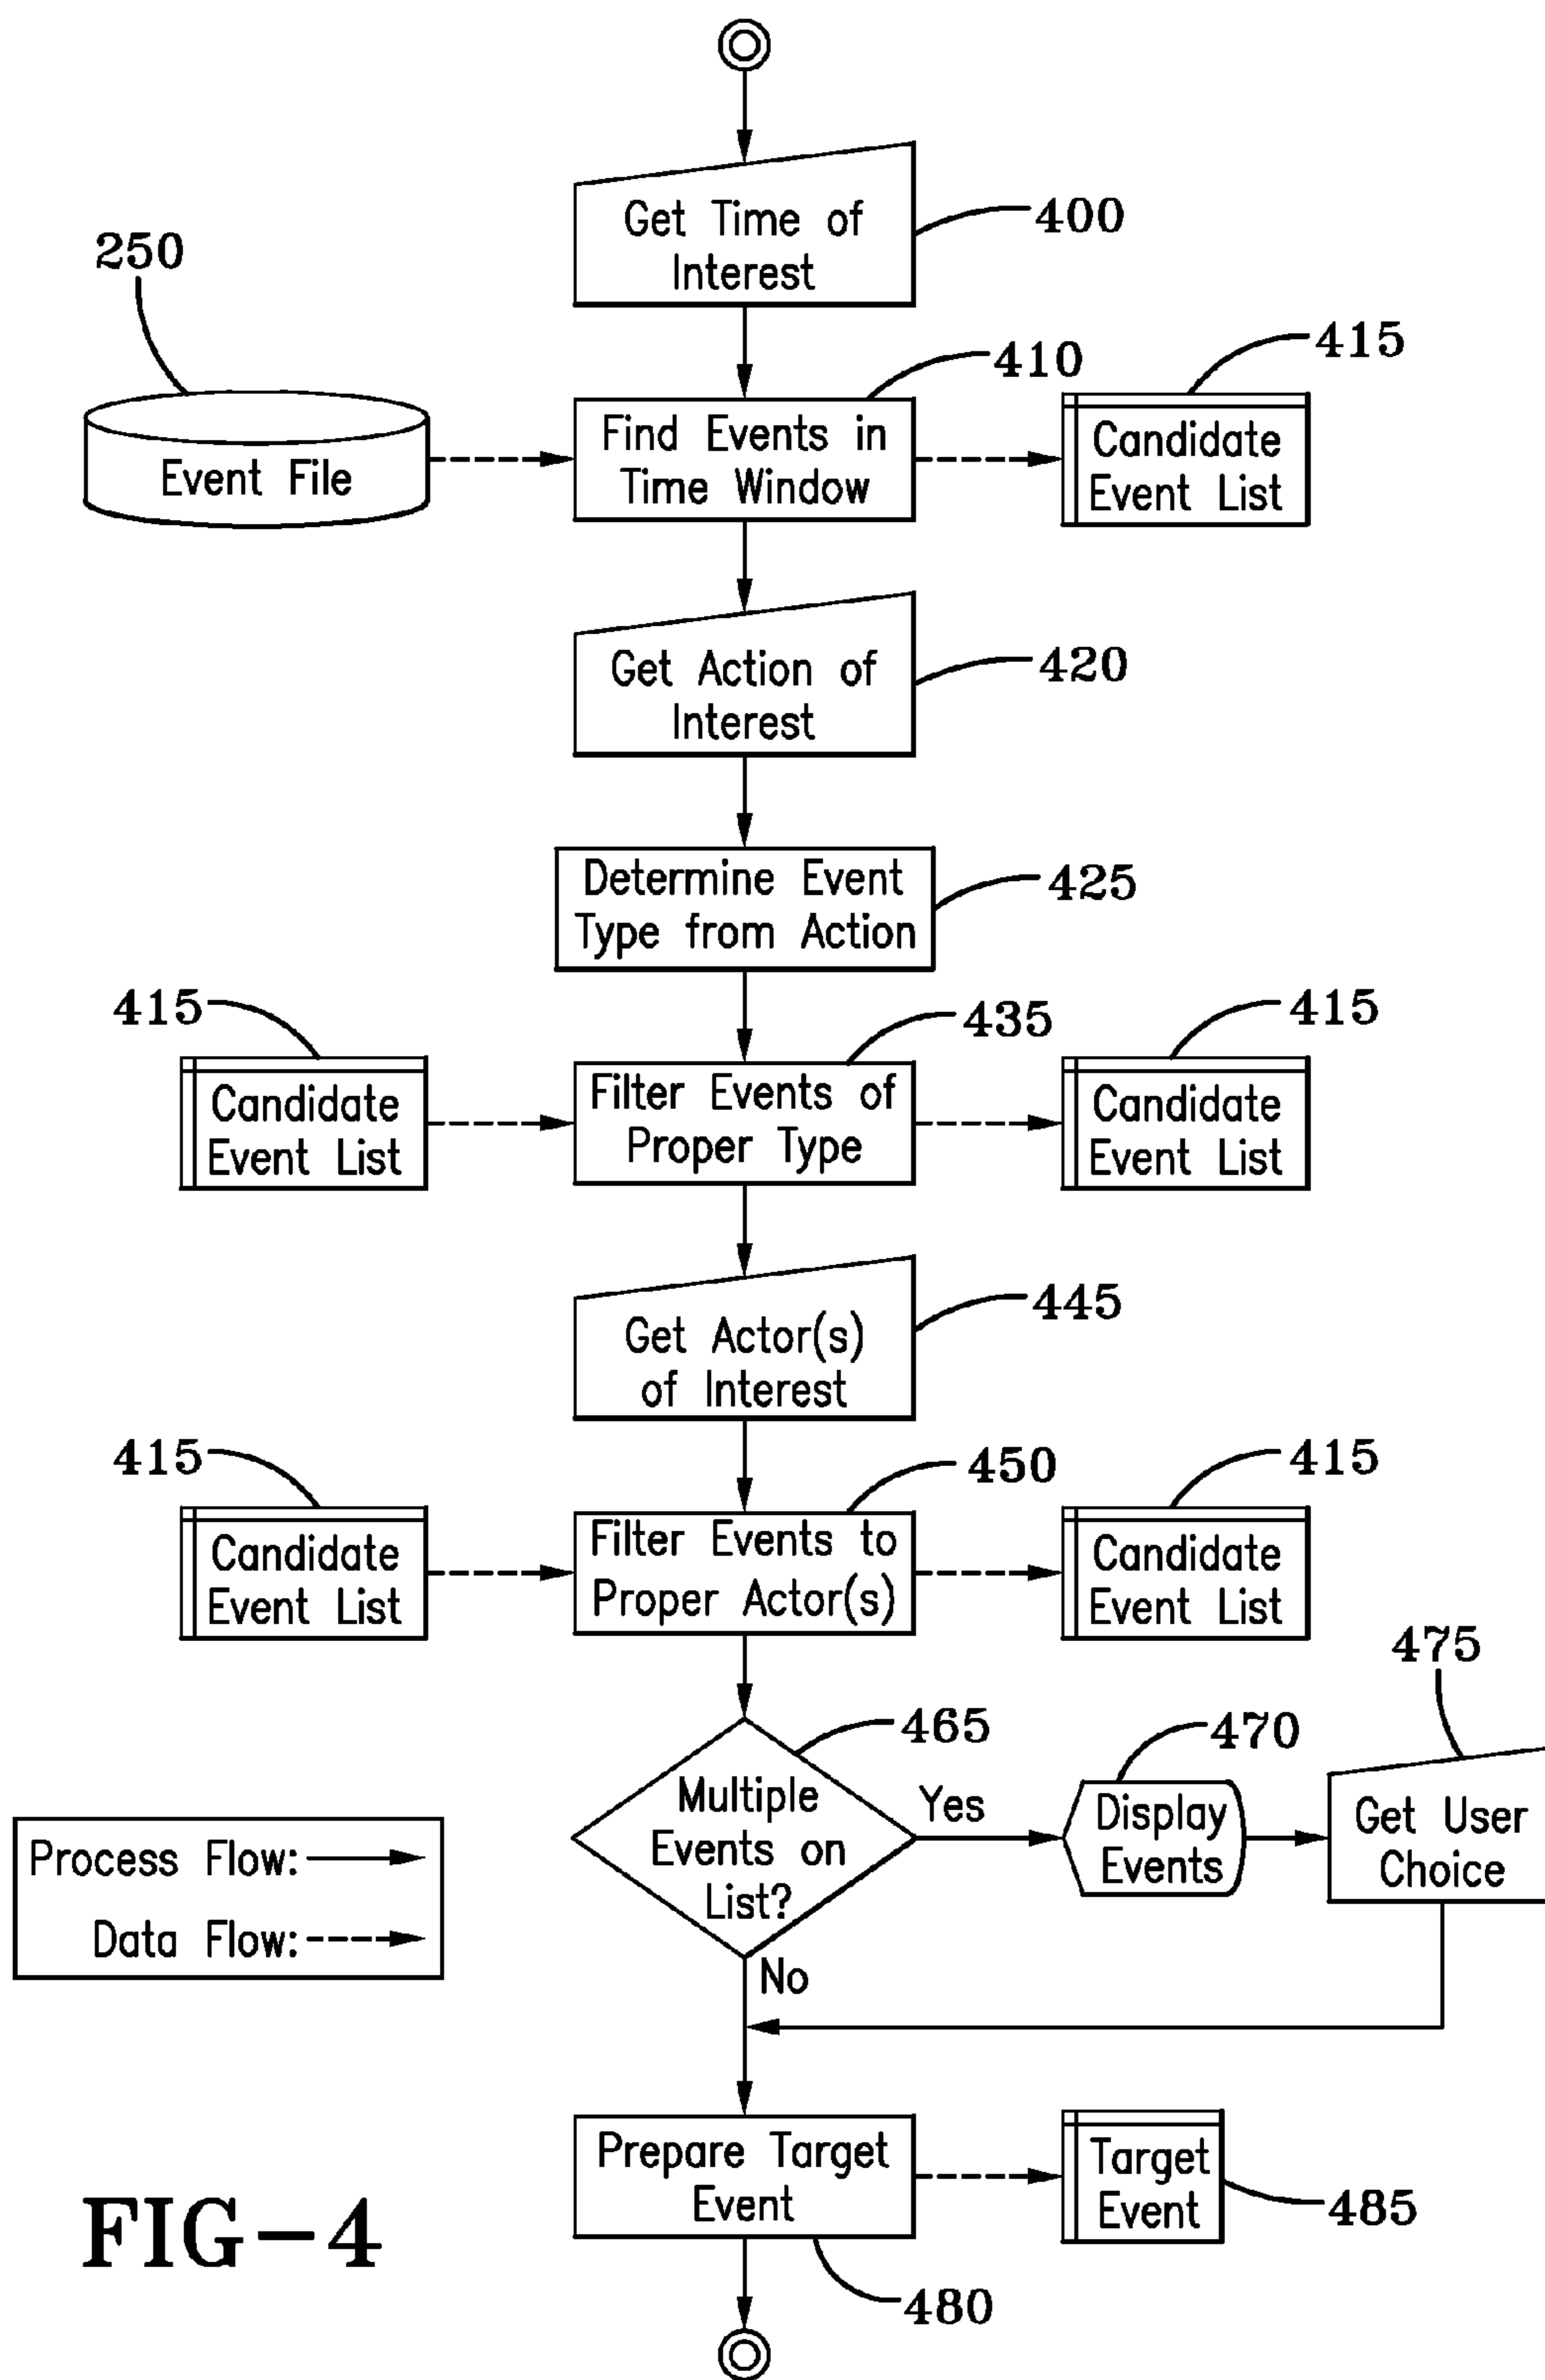 Get Time of
Interest
400
250
Event File
410
Find Events in
Time Window
415
Candidate
Event List
Get Action of
Interest
420
Determine Event
Type from Action
425
415
Candidate
Event List
435
Filter Events of
Proper Type
415
Candidate
Event List
Get Actor(s)
of Interest
445
415
Candidate
Event List
450
Filter Events to
Proper Actor(s)
415
Candidate
Event List
465
Multiple
Events on
List?
Yes
470
Display
Events
475
Get User
Choice
No
Process Flow:
Data Flow:
Prepare Target
Event
480
Target
Event
485
FIG-4